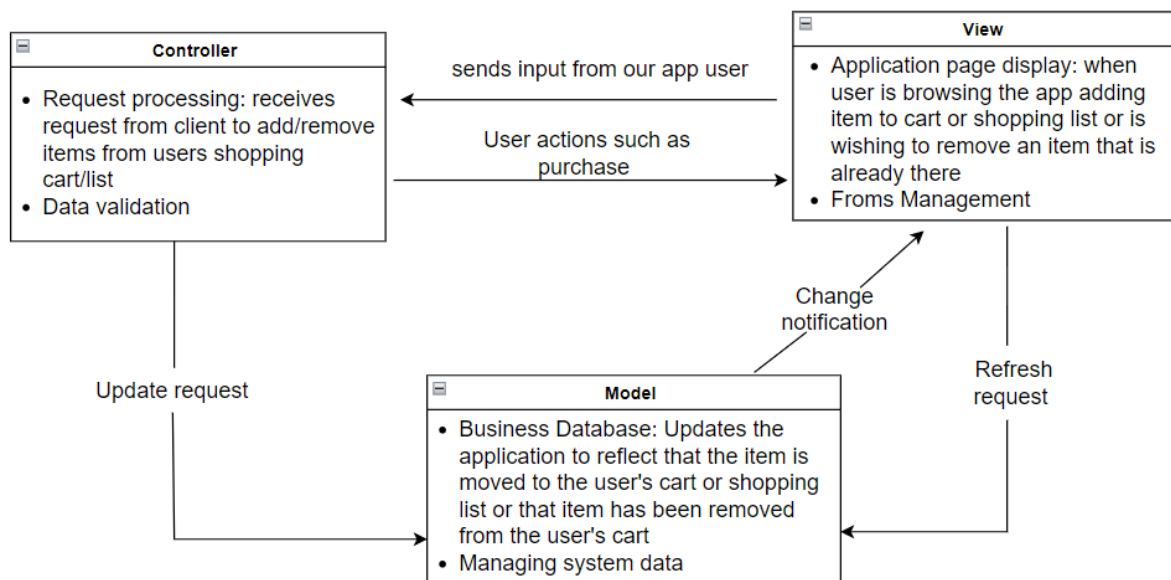 Controller
• Request processing: receives
request from client to add/remove
items from users shopping
cart/list
• Data validation
sends input from our app user
User actions such as
purchase
View
• Application page display: when
user is browsing the app adding
item to cart or shopping list or is
wishing to remove an item that is
already there
• Froms Management
Update request
Change
notification
Refresh
request
Model
• Business Database: Updates the
application to reflect that the item is
moved to the user's cart or shopping
list or that item has been removed
from the user's cart
• Managing system data